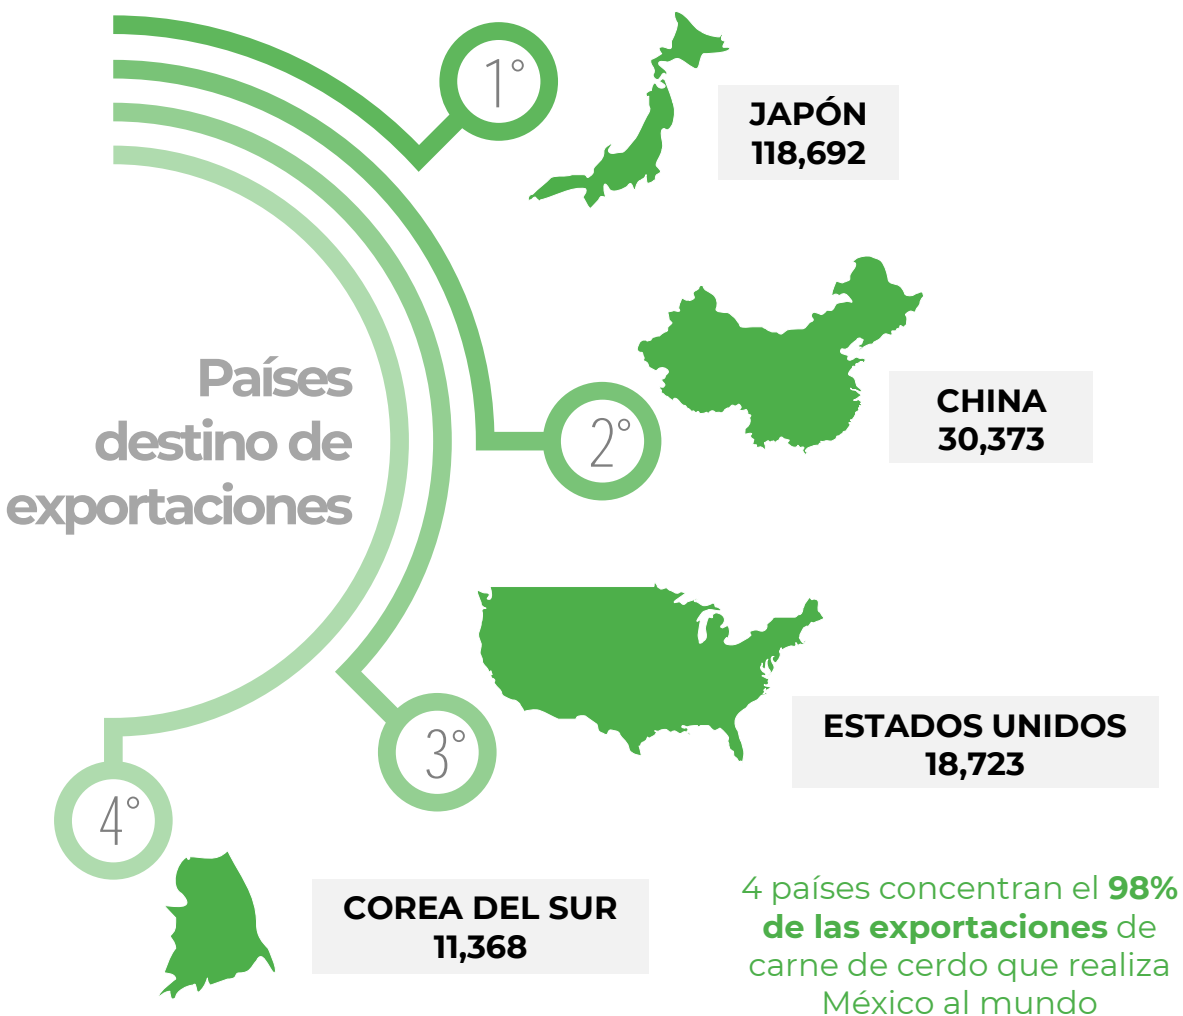 1°
JAPÓN
118,692
Países
destino de
exportaciones
2°
CHINA
30,373
3°
ESTADOS UNIDOS
18,723
4°
COREA DEL SUR
11,368
4 países concentran el 98%
de las exportaciones de
carne de cerdo que realiza
México al mundo